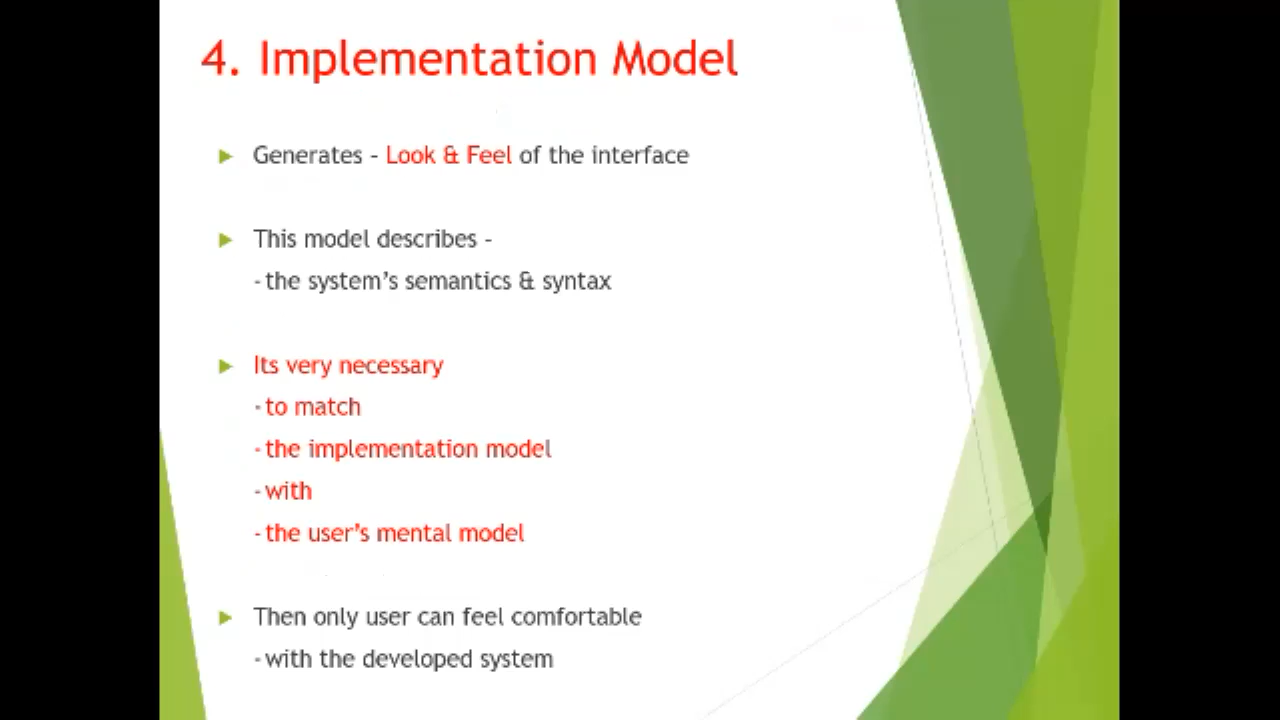 4. Implementation Model
Generates – Look & Feel of the interface
This model describes –
- the system's semantics & syntax
Its very necessary
- to match
- the implementation model
- with
- the user's mental model
Then only user can feel comfortable
- with the developed system